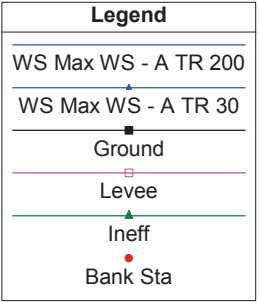 Legend
WS Max WS - A TR 200
WS Max WS - A TR 30
Ground
Levee
Ineff
Bank Sta